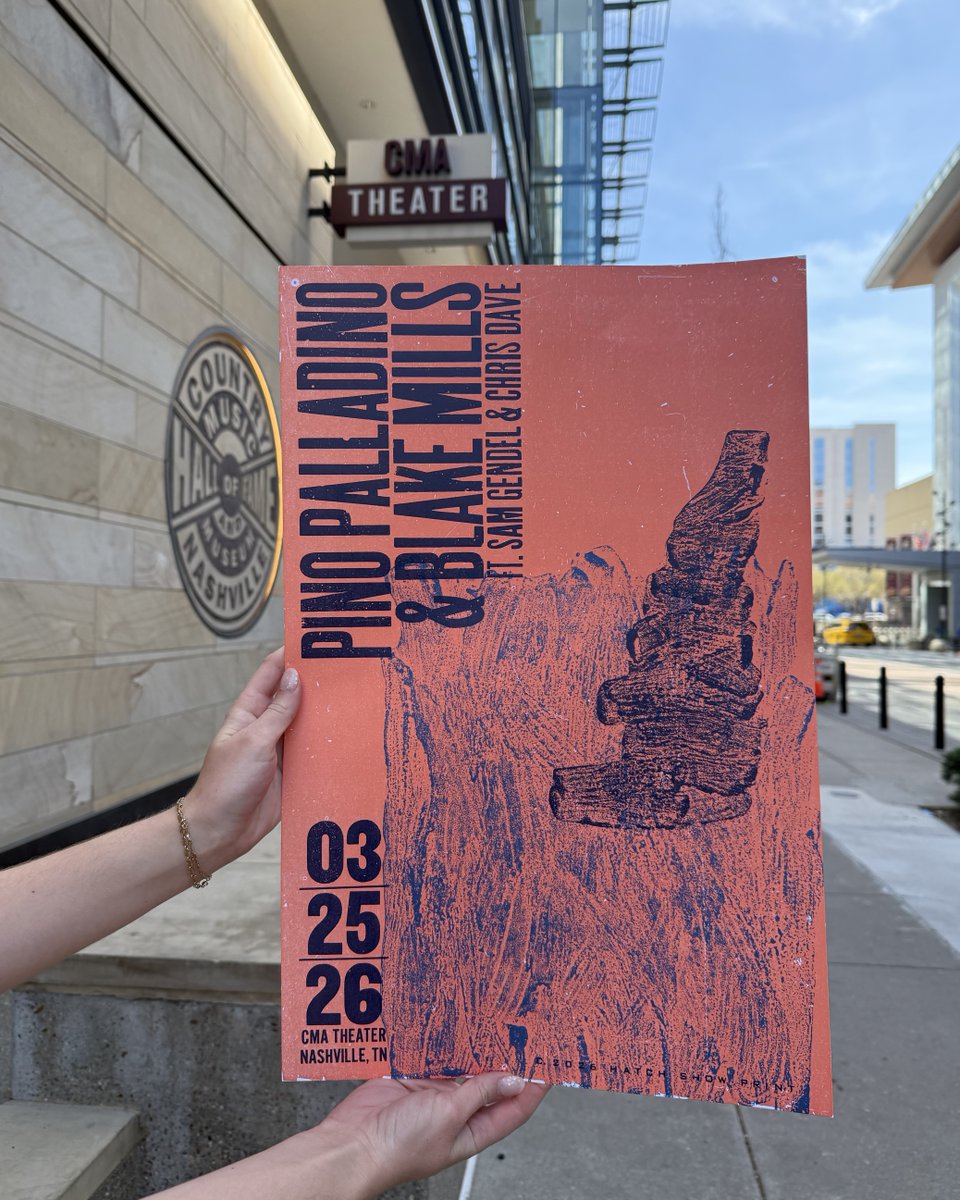 CMA
THEATER
COUNTRY
MUSIC
HALL OF FAME
AND
MUSEUM
NASHVILLE
PINO PALLADINO
& BLAKE MILLS
FT. SAM GENDEL & CHRIS DAVE
03
25
26
CMA THEATER
NASHVILLE, TN
© 2026 HATCH SHOW PRINT